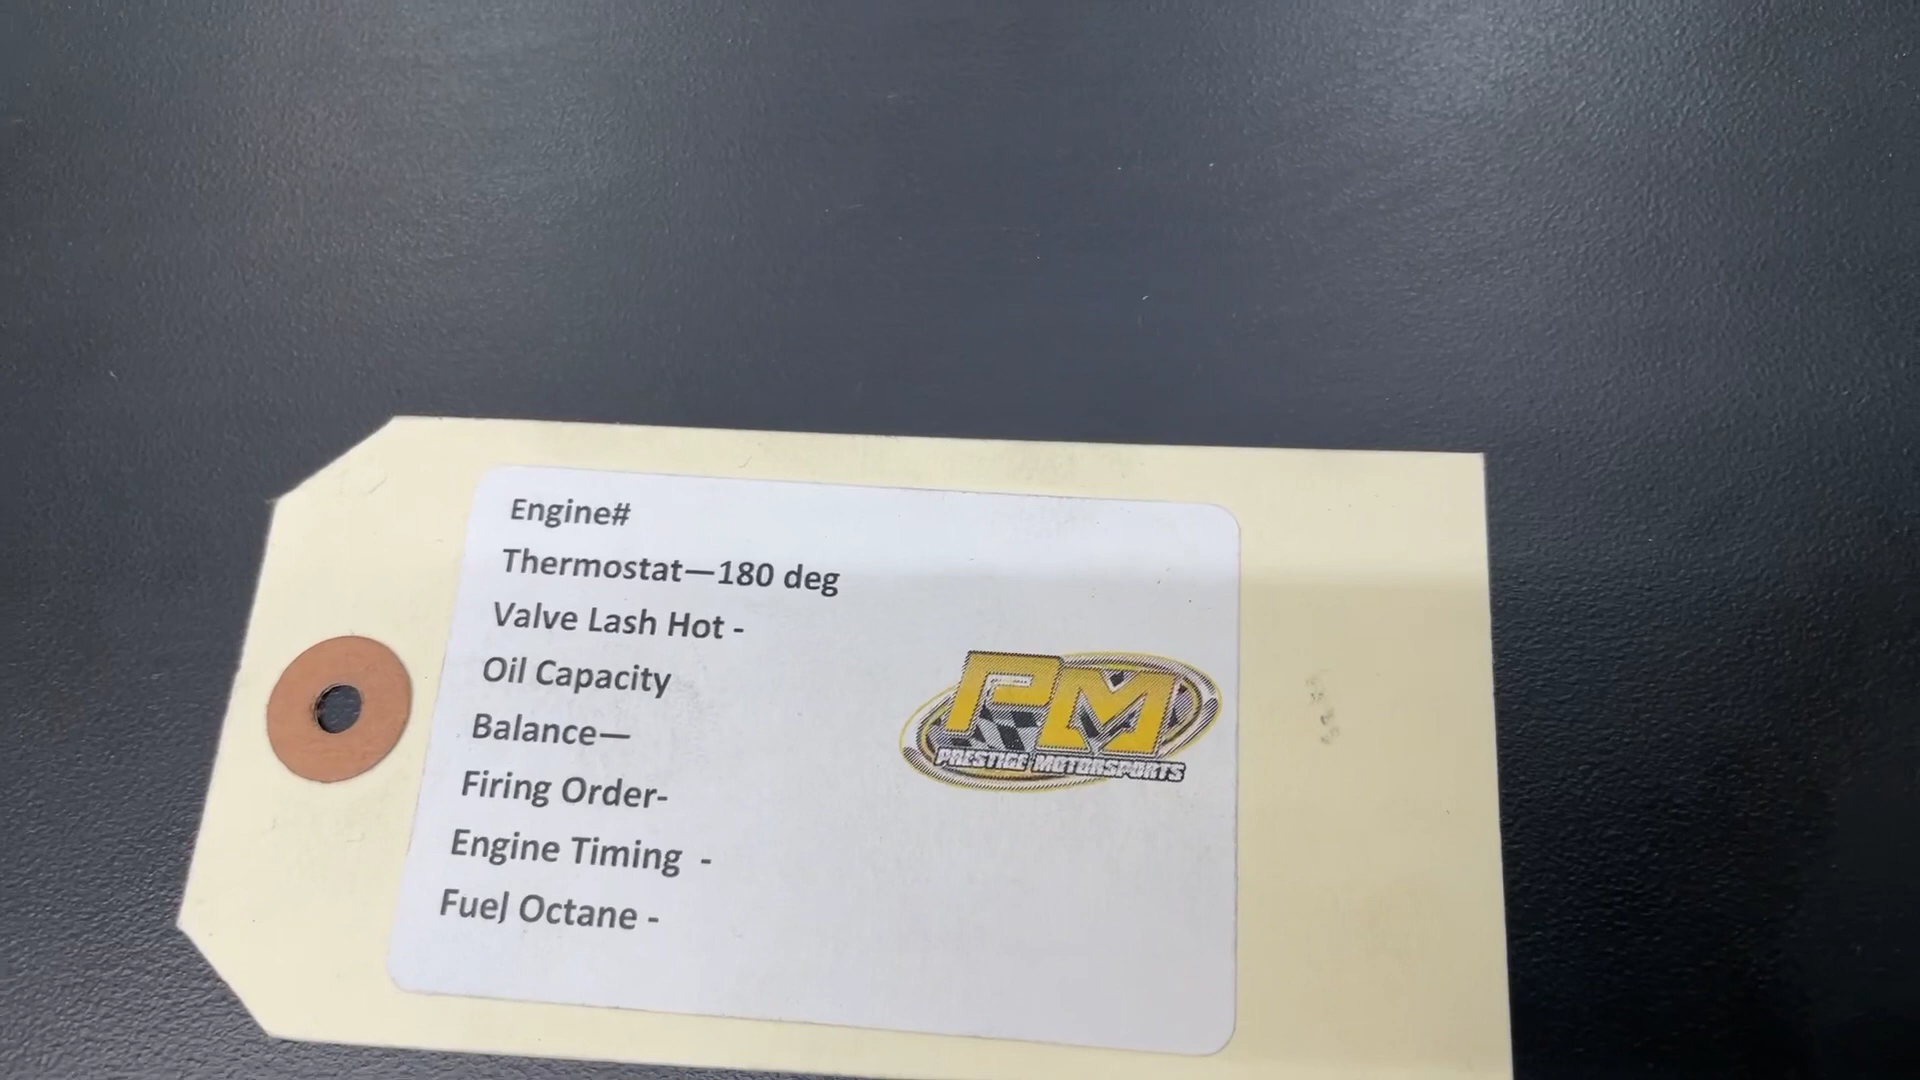 Engine#
Thermostat—180 deg
Valve Lash Hot -
Oil Capacity
Balance—
Firing Order-
Engine Timing -
Fuel Octane -
PM
PRESTIGE MOTORSPORTS